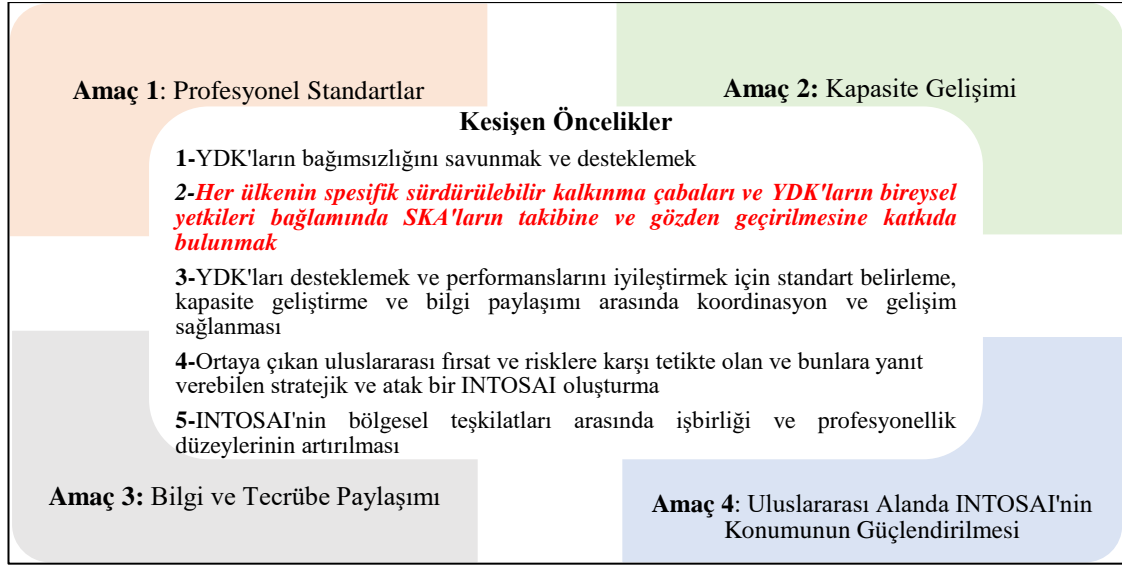 Amaç 1: Profesyonel Standartlar
Amaç 2: Kapasite Gelişimi
Kesişen Öncelikler
1-YDK'ların bağımsızlığını savunmak ve desteklemek
2-Her ülkenin spesifik sürdürülebilir kalkınma çabaları ve YDK'ların bireysel
yetkileri bağlamında SKA'ların takibine ve gözden geçirilmesine katkıda
bulunmak
3-YDK'ları desteklemek ve performanslarını iyileştirmek için standart belirleme,
kapasite geliştirme ve bilgi paylaşımı arasında koordinasyon ve gelişim
sağlanması
4-Ortaya çıkan uluslararası fırsat ve risklere karşı tetikte olan ve bunlara yanıt
verebilen stratejik ve atak bir INTOSAI oluşturma
5-INTOSAI'nin bölgesel teşkilatları arasında işbirliği ve profesyonellik
düzeylerinin artırılması
Amaç 3: Bilgi ve Tecrübe Paylaşımı
Amaç 4: Uluslararası Alanda INTOSAI'nin
Konumunun Güçlendirilmesi